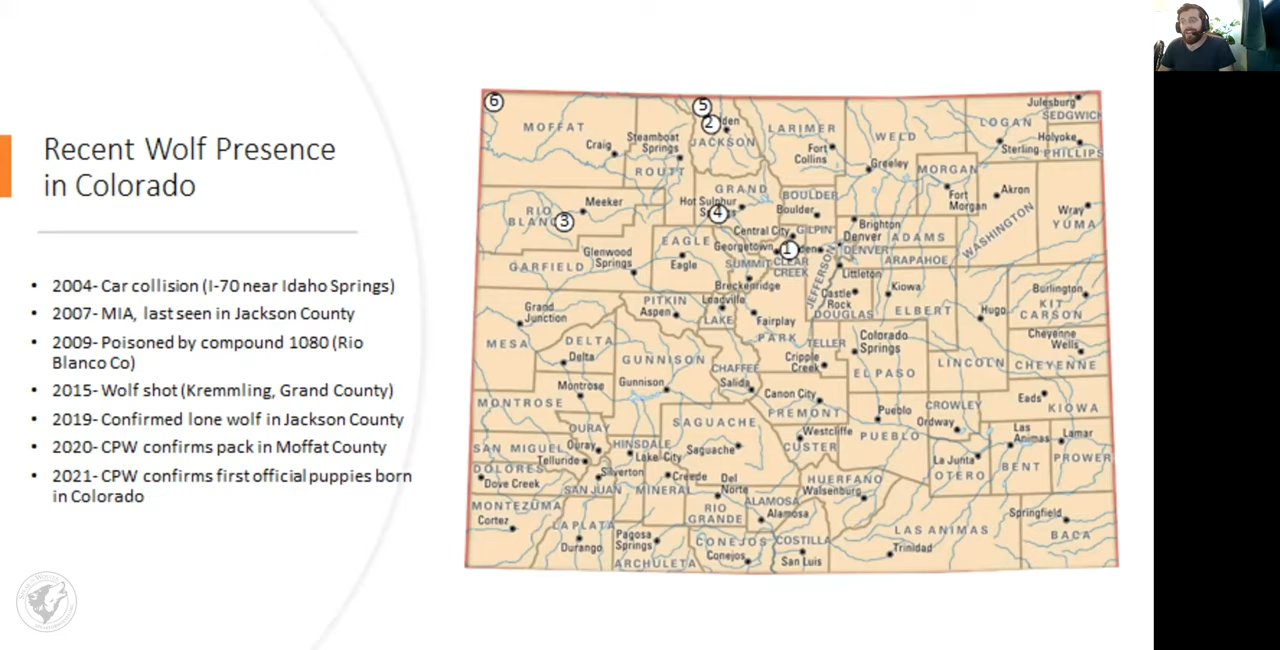 Recent Wolf Presence
in Colorado
• 2004- Car collision (I-70 near Idaho Springs)
• 2007- MIA, last seen in Jackson County
• 2009- Poisoned by compound 1080 (Rio
Blanco Co)
• 2015- Wolf shot (Kremmling, Grand County)
• 2019- Confirmed lone wolf in Jackson County
• 2020- CPW confirms pack in Moffat County
• 2021- CPW confirms first official puppies born
in Colorado
6
5
2
3
4
1
Julesburg
SEDGWICK
MOFFAT
Craig
Steamboat
Springs
ROUTT
JACKSON
LARIMER
Fort
Collins
WELD
Greeley
LOGAN
Sterling
Holyoke
PHILLIPS
MORGAN
Fort
Morgan
Akron
WASHINGTON
Wray
YUMA
RIO
BLANCO
Meeker
GRAND
Hot Sulphur
BOULDER
Boulder
Central City
GILPIN
Brighton
Denver
DENVER
ADAMS
ARAPAHOE
Littleton
GARFIELD
Glenwood
Springs
EAGLE
Eagle
Georgetown
SUMMIT
CLEAR
CREEK
JEFFERSON
Breckenridge
Castle
Rock
DOUGLAS
Kiowa
ELBERT
Hugo
Burlington
KIT
CARSON
PITKIN
Aspen
Leadville
LAKE
Fairplay
PARK
TELLER
Cripple
Creek
Colorado
Springs
EL PASO
LINCOLN
Cheyenne
Wells
CHEYENNE
Grand
Junction
MESA
DELTA
Delta
GUNNISON
Gunnison
CHAFFEE
Salida
Montrose
MONTROSE
Canon City
FREMONT
Pueblo
PUEBLO
CROWLEY
Ordway
Eads
KIOWA
OURAY
Ouray
SAN MIGUEL
Telluride
HINSDALE
Lake City
SAGUACHE
Saguache
Westcliffe
CUSTER
La Junta
OTERO
Las
Animas
BENT
Lamar
PROWERS
DOLORES
Dove Creek
Silverton
SAN JUAN
Creede
MINERAL
Del
Norte
RIO
GRANDE
ALAMOSA
Alamosa
HUERFANO
Walsenburg
LAS ANIMAS
Trinidad
Springfield
BACA
MONTEZUMA
Cortez
LA PLATA
Durango
Pagosa
Springs
ARCHULETA
CONEJOS
Conejos
COSTILLA
San Luis